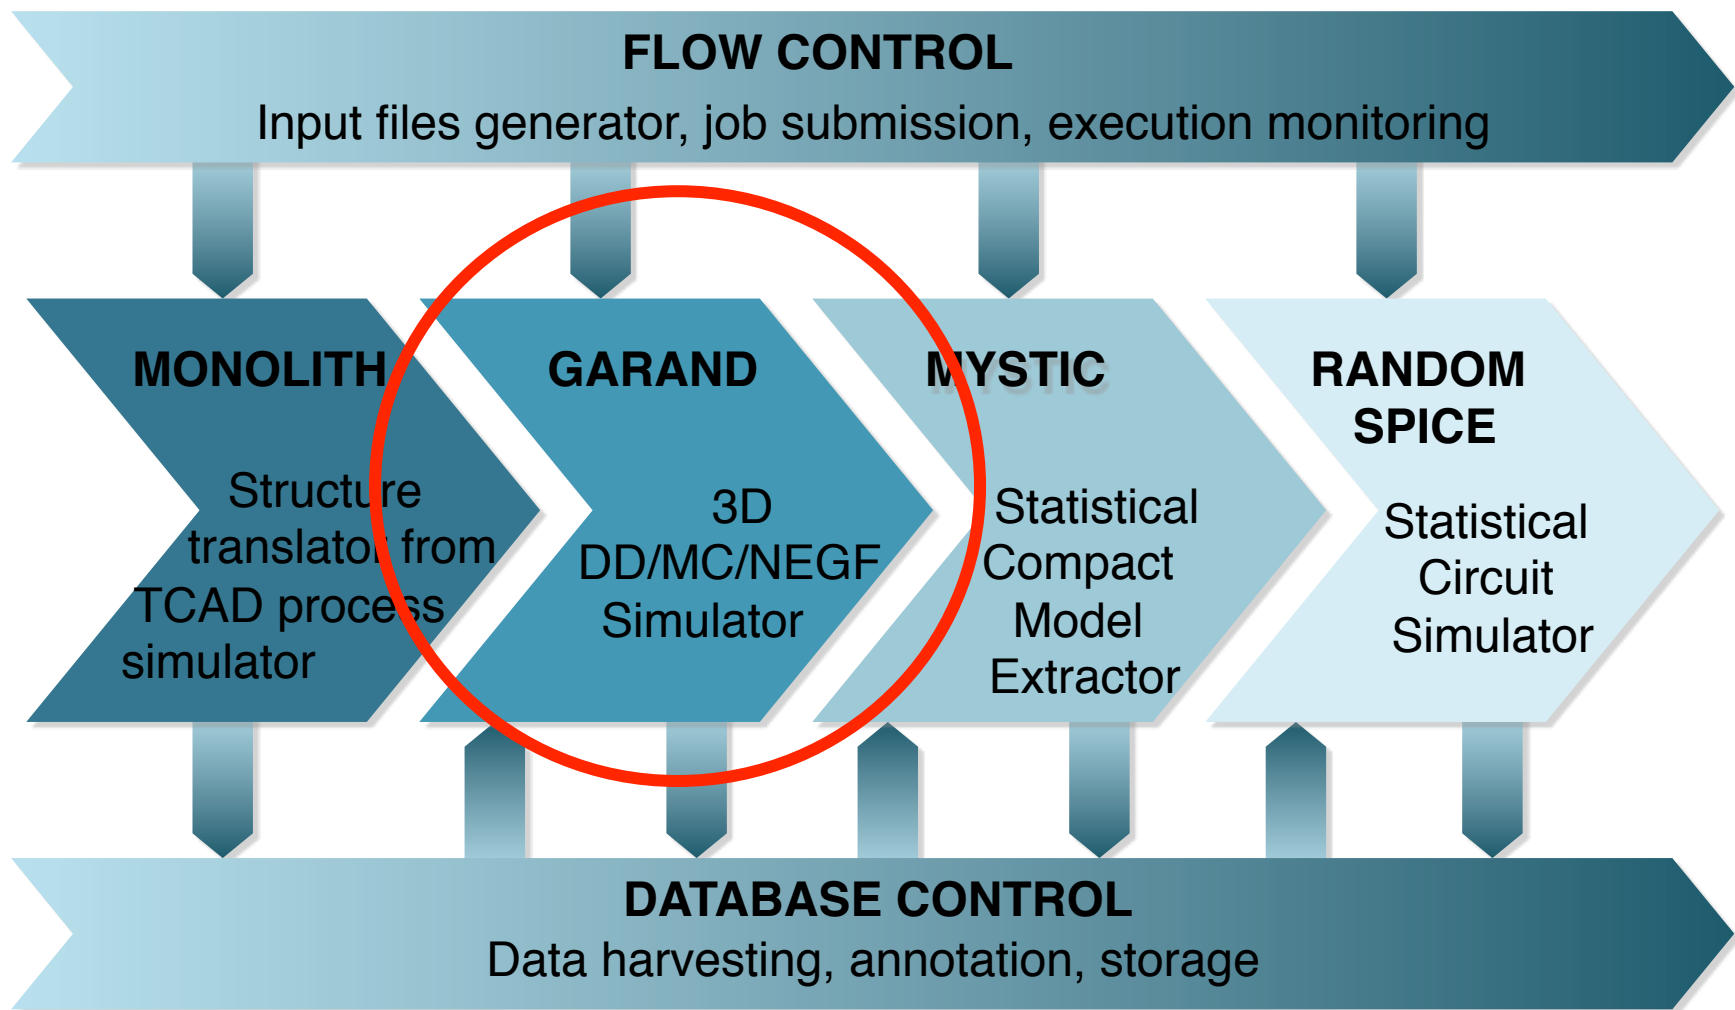 FLOW CONTROL
Input files generator, job submission, execution monitoring
MONOLITH
Structure
translator from
TCAD process
simulator
GARAND
3D
DD/MC/NEGF
Simulator
MYSTIC
Statistical
Compact
Model
Extractor
RANDOM
SPICE
Statistical
Circuit
Simulator
DATABASE CONTROL
Data harvesting, annotation, storage